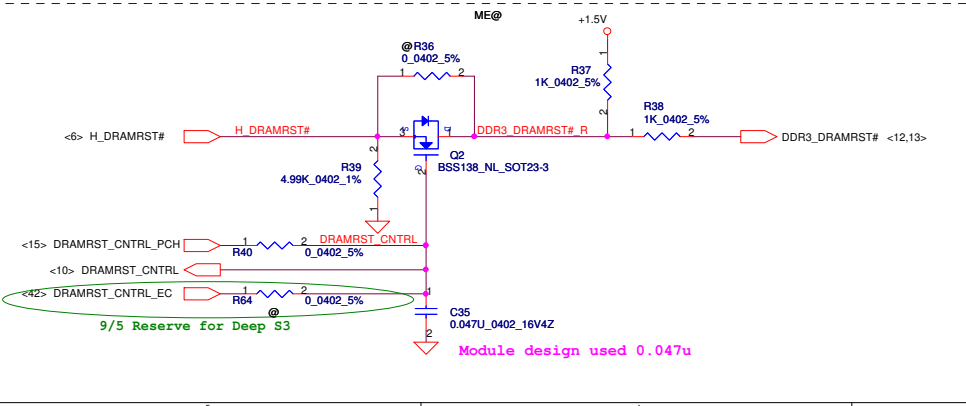 ME@
+1.5V
@ R36
0_0402_5%
1 2
R37
1K_0402_5%
1
2
R38
1K_0402_5%
<6> H_DRAMRST#
H_DRAMRST#
3 S D 1
DDR3_DRAMRST#_R
1 2
DDR3_DRAMRST# <12,13>
G
2
Q2
BSS138_NL_SOT23-3
2
R39
4.99K_0402_1%
1
<15> DRAMRST_CNTRL_PCH
1 2
DRAMRST_CNTRL
R40
0_0402_5%
<10> DRAMRST_CNTRL
<42> DRAMRST_CNTRL_EC
1 2
R64
0_0402_5%
@
9/5 Reserve for Deep S3
1
C35
0.047U_0402_16V4Z
2
Module design used 0.047u